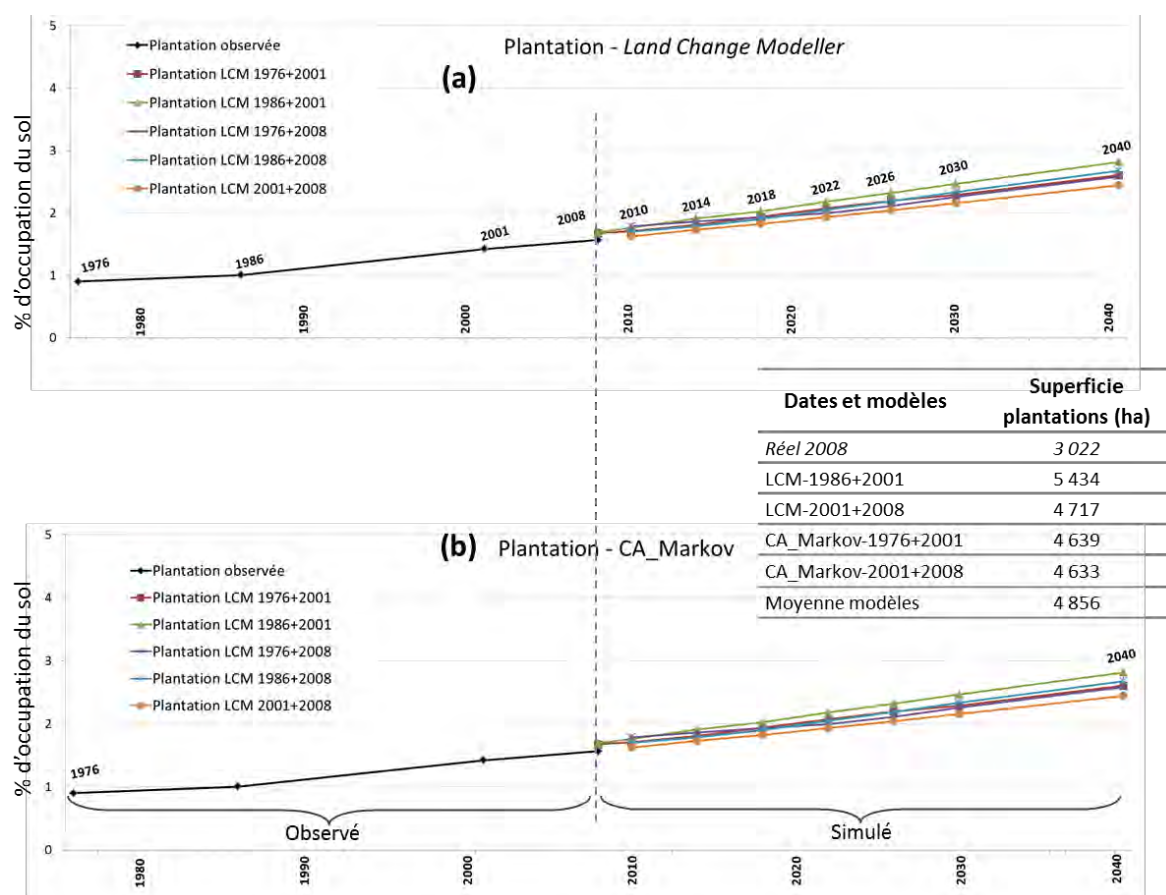 Plantation - Land Change Modeller
(a)
% d'occupation du sol
5
4
3
2
1
0
Plantation observée
Plantation LCM 1976+2001
Plantation LCM 1986+2001
Plantation LCM 1976+2008
Plantation LCM 1986+2008
Plantation LCM 2001+2008
1976
1986
2001
2008
2010
2014
2018
2022
2026
2030
2040
1980
1990
2000
2010
2020
2030
2040
Dates et modèles Superficie plantations (ha)
Réel 2008 3 022
LCM-1986+2001 5 434
LCM-2001+2008 4 717
CA_Markov-1976+2001 4 639
CA_Markov-2001+2008 4 633
Moyenne modèles 4 856
(b) Plantation - CA_Markov
% d'occupation du sol
5
4
3
2
1
0
Plantation observée
Plantation LCM 1976+2001
Plantation LCM 1986+2001
Plantation LCM 1976+2008
Plantation LCM 1986+2008
Plantation LCM 2001+2008
1976
2040
Observé
Simulé
1980
1990
2000
2010
2020
2030
2040